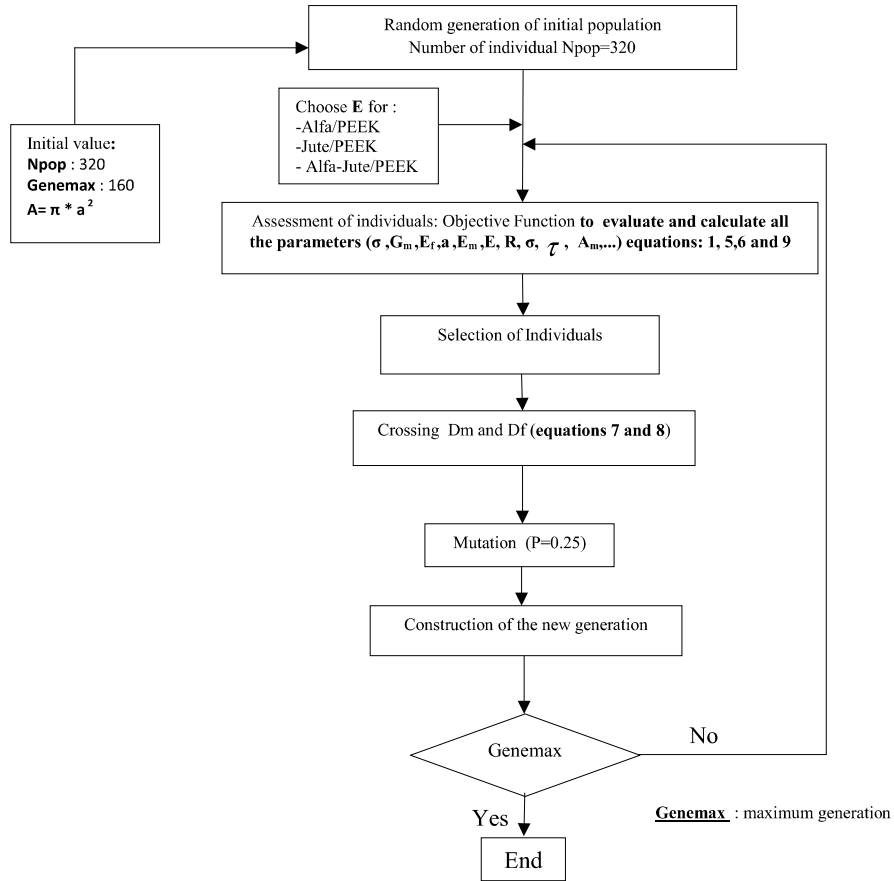 Random generation of initial population
Number of individual Npop=320
Choose E for :
-Alfa/PEEK
-Jute/PEEK
- Alfa-Jute/PEEK
Initial value:
Npop : 320
Genemax : 160
A= π * a²
Assessment of individuals: Objective Function to evaluate and calculate all
the parameters (σ ,Gₘ,E_f,a ,Eₘ,E, R, σ, τ , Aₘ,...) equations: 1, 5,6 and 9
Selection of Individuals
Crossing Dm and Df (equations 7 and 8)
Mutation (P=0.25)
Construction of the new generation
Genemax
No
Yes
Genemax : maximum generation
End